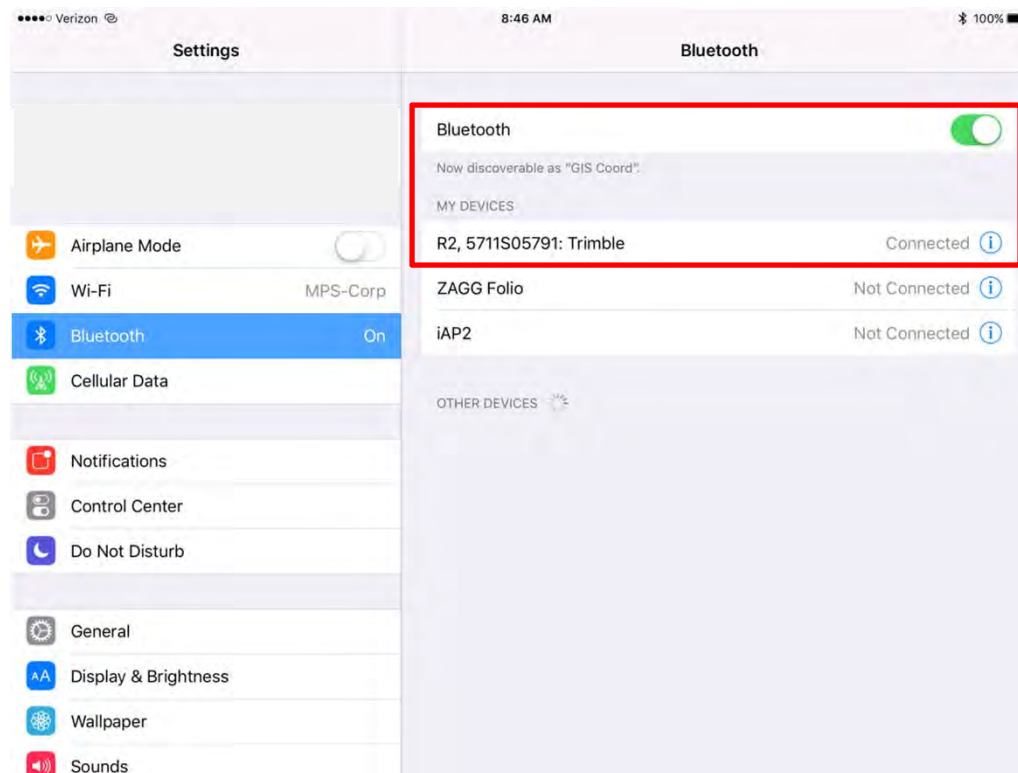 Verizon
8:46 AM
100%
Settings
Bluetooth
Bluetooth
Now discoverable as "GIS Coord".
MY DEVICES
R2, 5711S05791: Trimble Connected
ZAGG Folio Not Connected
iAP2 Not Connected
OTHER DEVICES
Airplane Mode
Wi-Fi MPS-Corp
Bluetooth On
Cellular Data
Notifications
Control Center
Do Not Disturb
General
AA Display & Brightness
Wallpaper
Sounds